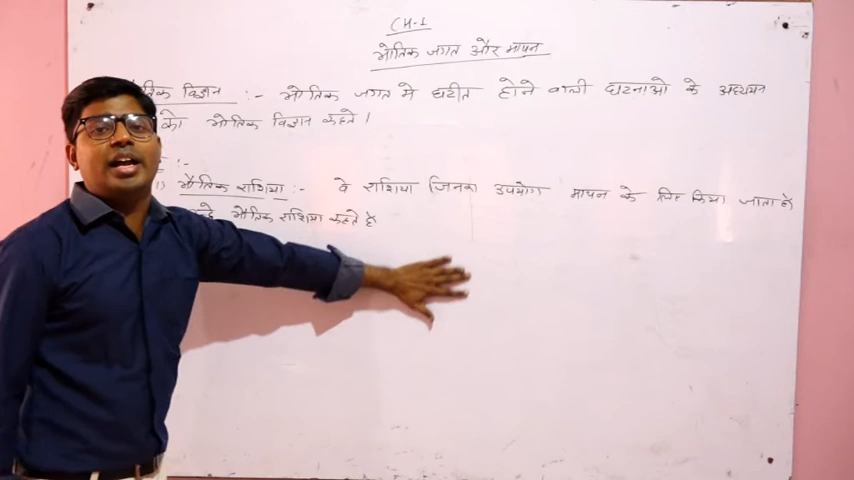 CH-1
भौतिक जगत और मापन
भौतिक विज्ञान :- भौतिक जगत मे घटीत होने वाली घटनाओ के अध्ययन
को भौतिक विज्ञान कहते ।
:-
1) भौतिक राशिया :- वे राशिया जिनका उपयोग मापन के लिए किया जाता है
भौतिक राशिया कहते है